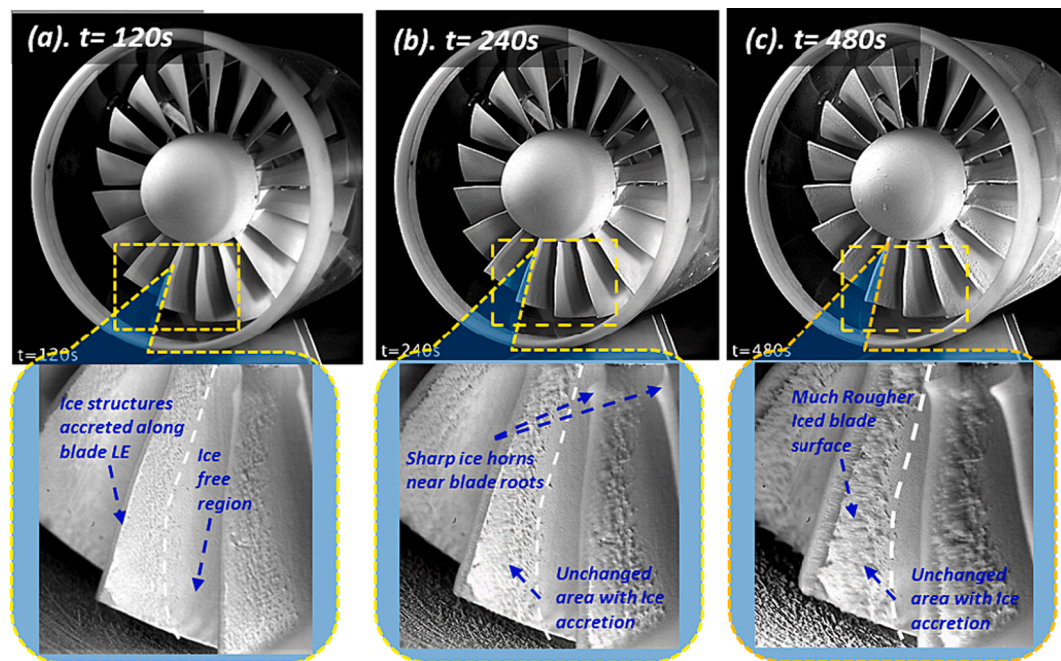 (a). t= 120s
(b). t= 240s
(c). t= 480s
t=120s
t=240s
t=480s
Ice structures
accreted along
blade LE
Ice
free
region
Sharp ice horns
near blade roots
Unchanged
area with Ice
accretion
Much Rougher
Iced blade
surface
Unchanged
area with Ice
accretion